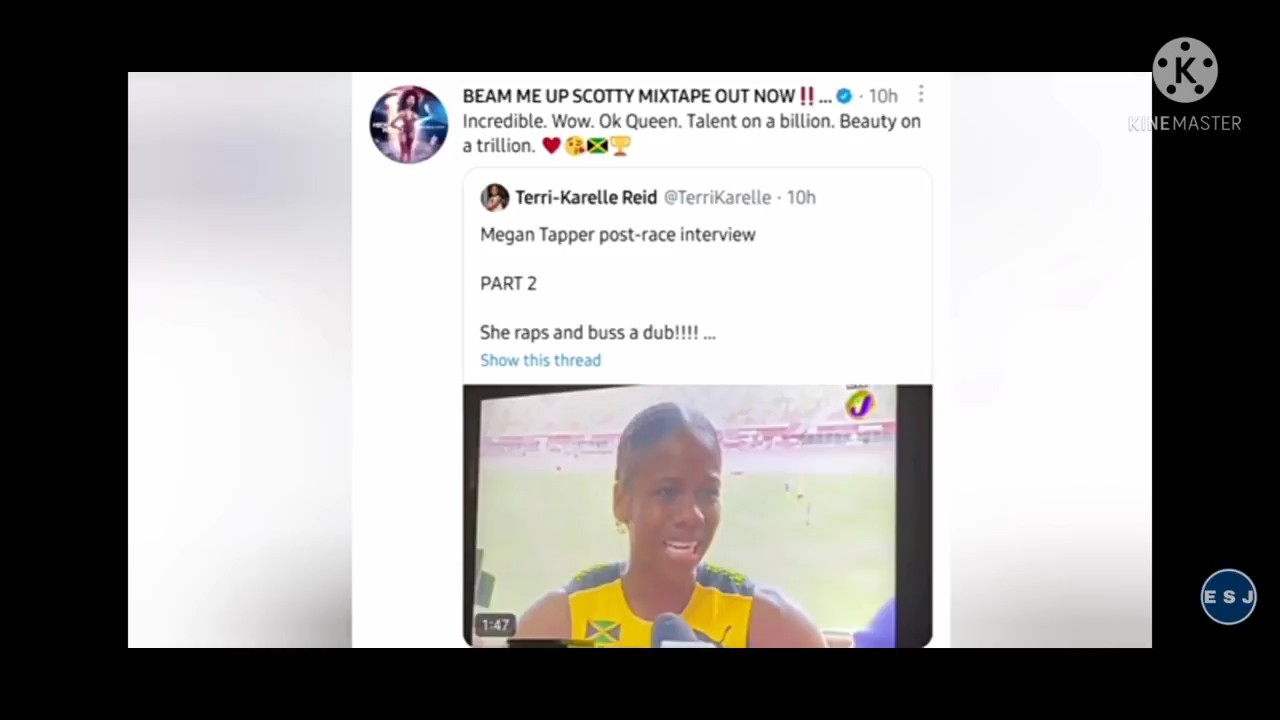 BEAM ME UP SCOTTY MIXTAPE OUT NOW‼️... · 10h
Incredible. Wow. Ok Queen. Talent on a billion. Beauty on
a trillion. ❤️😘🇯🇲🏆
Terri-Karelle Reid @TerriKarelle · 10h
Megan Tapper post-race interview
PART 2
She raps and buss a dub!!!! ...
Show this thread
J
1:47
K
KINEMASTER
E S J